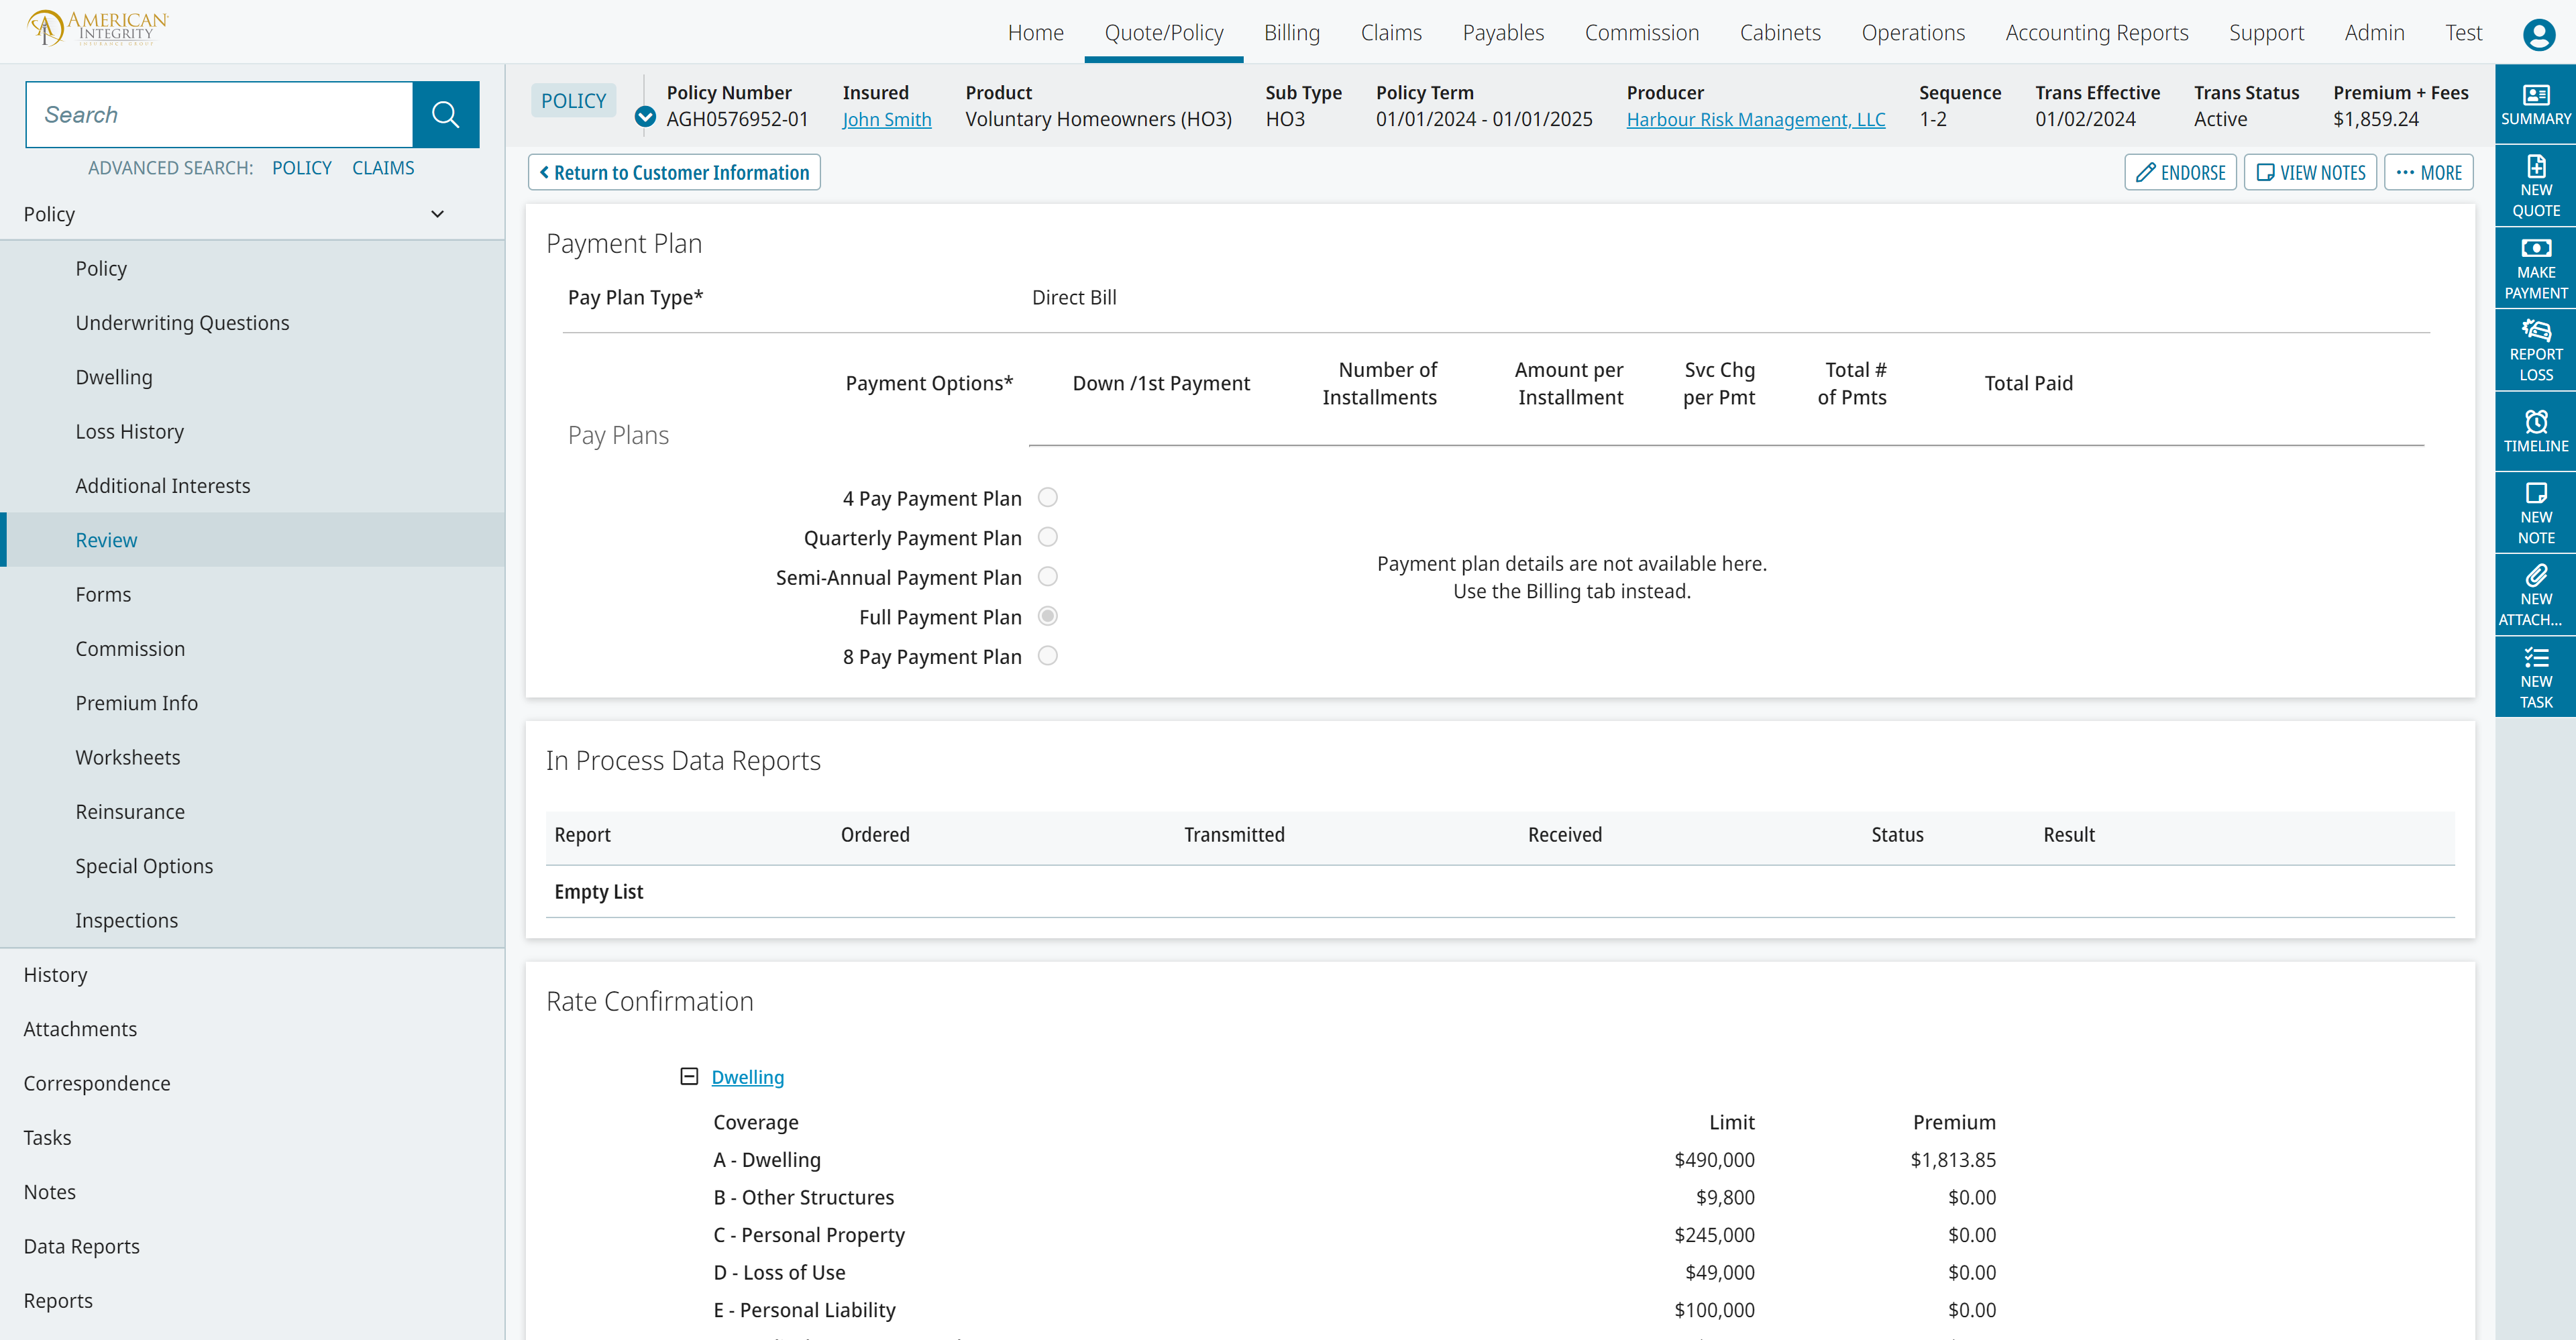 AMERICAN
INTEGRITY
INSURANCE GROUP
Home Quote/Policy Billing Claims Payables Commission Cabinets Operations Accounting Reports Support Admin Test
Search
ADVANCED SEARCH: POLICY CLAIMS
Policy
Policy
Underwriting Questions
Dwelling
Loss History
Additional Interests
Review
Forms
Commission
Premium Info
Worksheets
Reinsurance
Special Options
Inspections
History
Attachments
Correspondence
Tasks
Notes
Data Reports
Reports
POLICY
Policy Number Insured Product Sub Type Policy Term Producer Sequence Trans Effective Trans Status Premium + Fees
AGH0576952-01 John Smith Voluntary Homeowners (HO3) HO3 01/01/2024 - 01/01/2025 Harbour Risk Management, LLC 1-2 01/02/2024 Active $1,859.24
Return to Customer Information
ENDORSE VIEW NOTES MORE
Payment Plan
Pay Plan Type* Direct Bill
Payment Options* Down /1st Payment Number of Installments Amount per Installment Svc Chg per Pmt Total # of Pmts Total Paid
Pay Plans
4 Pay Payment Plan
Quarterly Payment Plan
Semi-Annual Payment Plan
Full Payment Plan
8 Pay Payment Plan
Payment plan details are not available here.
Use the Billing tab instead.
In Process Data Reports
Report Ordered Transmitted Received Status Result
Empty List
Rate Confirmation
Dwelling
Coverage Limit Premium
A - Dwelling $490,000 $1,813.85
B - Other Structures $9,800 $0.00
C - Personal Property $245,000 $0.00
D - Loss of Use $49,000 $0.00
E - Personal Liability $100,000 $0.00
SUMMARY
NEW
QUOTE
MAKE
PAYMENT
REPORT
LOSS
TIMELINE
NEW
NOTE
NEW
ATTACH...
NEW
TASK